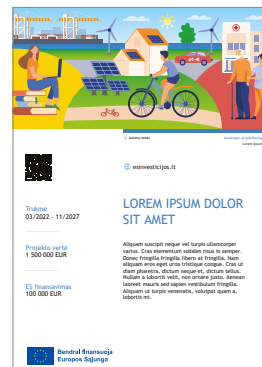 esinvesticijos.lt
Trukmė
03/2022 - 11/2027
Projekto vertė
1 500 000 EUR
ES finansavimas
100 000 EUR
LOREM IPSUM DOLOR
SIT AMET
Aliquam suscipit neque vel turpis ullamcorper
varius. Cras elementum sodales risus in semper.
Donec fringilla fringilla libero at fringilla. Nam
aliquam eros eget urna tristique congue. Cras ut
diam pharetra, dictum neque et, dictum tellus.
Nullam a lobortis velit, non ornare justo. Aenean
laoreet mauris sed sapien vestibulum fringilla.
Aliquam ut turpis venenatis, volutpat quam a,
lobortis mi.
Bendrai finansuoja
Europos Sąjunga